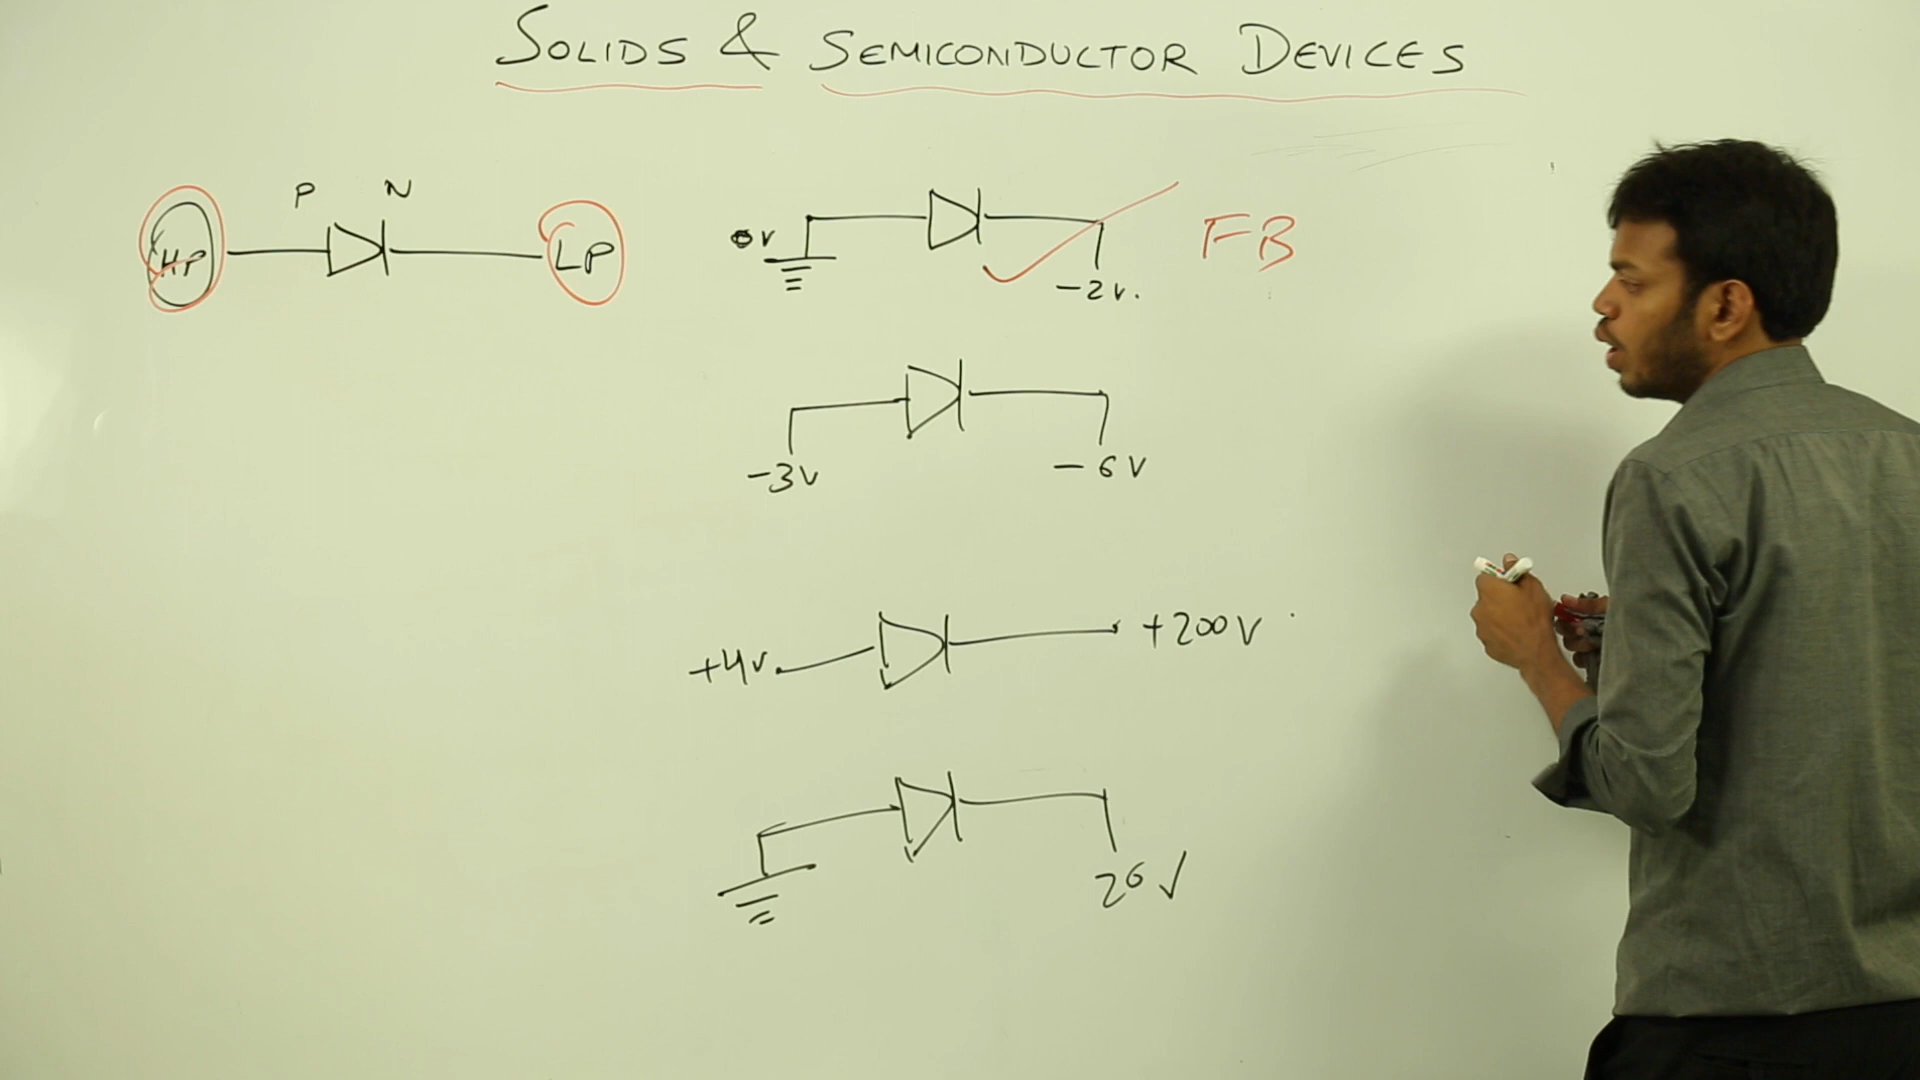 SOLIDS & SEMICONDUCTOR DEVICES
P N
HP LP
0V
-2V.
FB
-3V -6V
+4V. +200V
20V